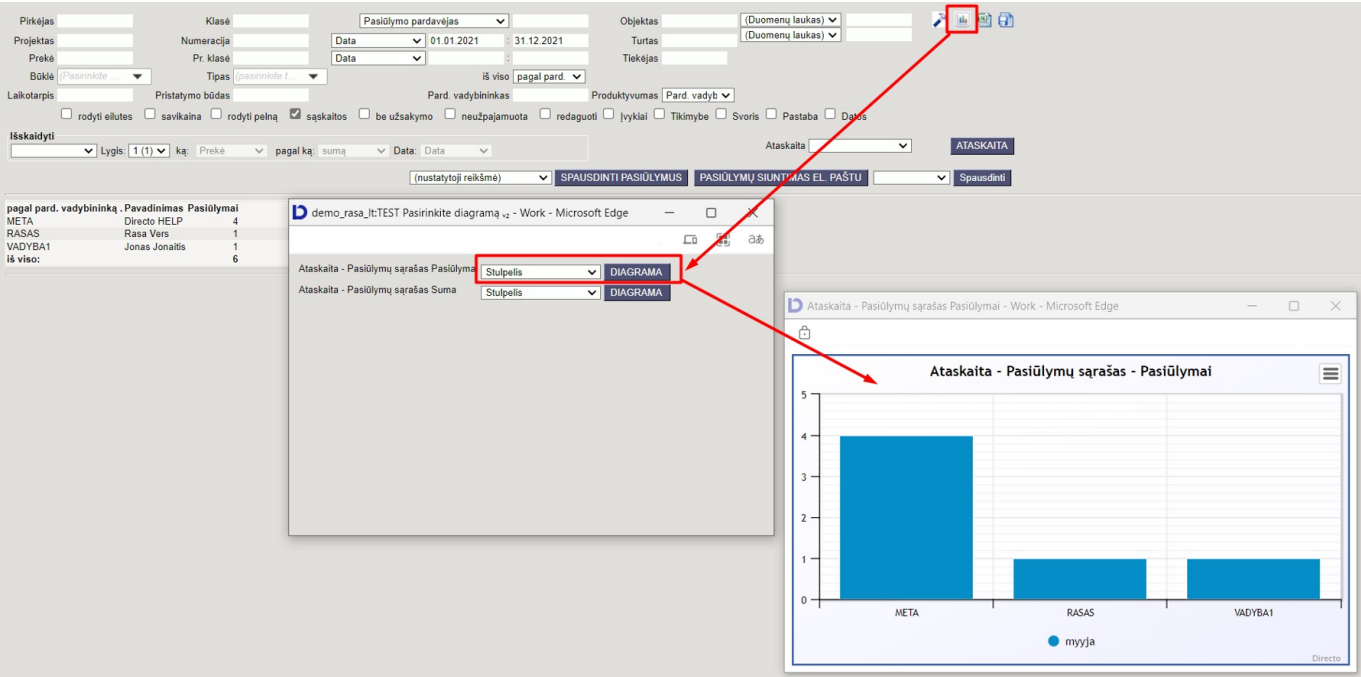 Pirkėjas Klasė Pasiūlymo pardavėjas Objektas (Duomenų laukas)
Projektas Numeracija Data 01.01.2021 : 31.12.2021 Turtas (Duomenų laukas)
Prekė Pr. klasė Data : Tiekėjas
Būklė (Pasirinkite ... Tipas (pasirinkite t... iš viso pagal pard.
Laikotarpis Pristatymo būdas Pard. vadybininkas Produktyvumas Pard. vadyb
rodyti eilutes savikaina rodyti pelną sąskaitos be užsakymo neužpajamuota redaguoti Įvykiai Tikimybe Svoris Pastaba Datos
Išskaidyti
Lygis: 1 (1) ką: Prekė pagal ką: sumą Data: Data Ataskaita ATASKAITA
(nustatytoji reikšmė) SPAUSDINTI PASIŪLYMUS PASIŪLYMŲ SIUNTIMAS EL. PAŠTU Spausdinti
pagal pard. vadybininką . Pavadinimas Pasiūlymai
META Directo HELP 4
RASAS Rasa Vers 1
VADYBA1 Jonas Jonaitis 1
iš viso: 6
demo_rasa_lt:TEST Pasirinkite diagramą v2 - Work - Microsoft Edge
aあ
Ataskaita - Pasiūlymų sąrašas Pasiūlymai Stulpelis DIAGRAMA
Ataskaita - Pasiūlymų sąrašas Suma Stulpelis DIAGRAMA
Ataskaita - Pasiūlymų sąrašas Pasiūlymai - Work - Microsoft Edge
Ataskaita - Pasiūlymų sąrašas - Pasiūlymai
5
4
3
2
1
0
META RASAS VADYBA1
myyja
Directo